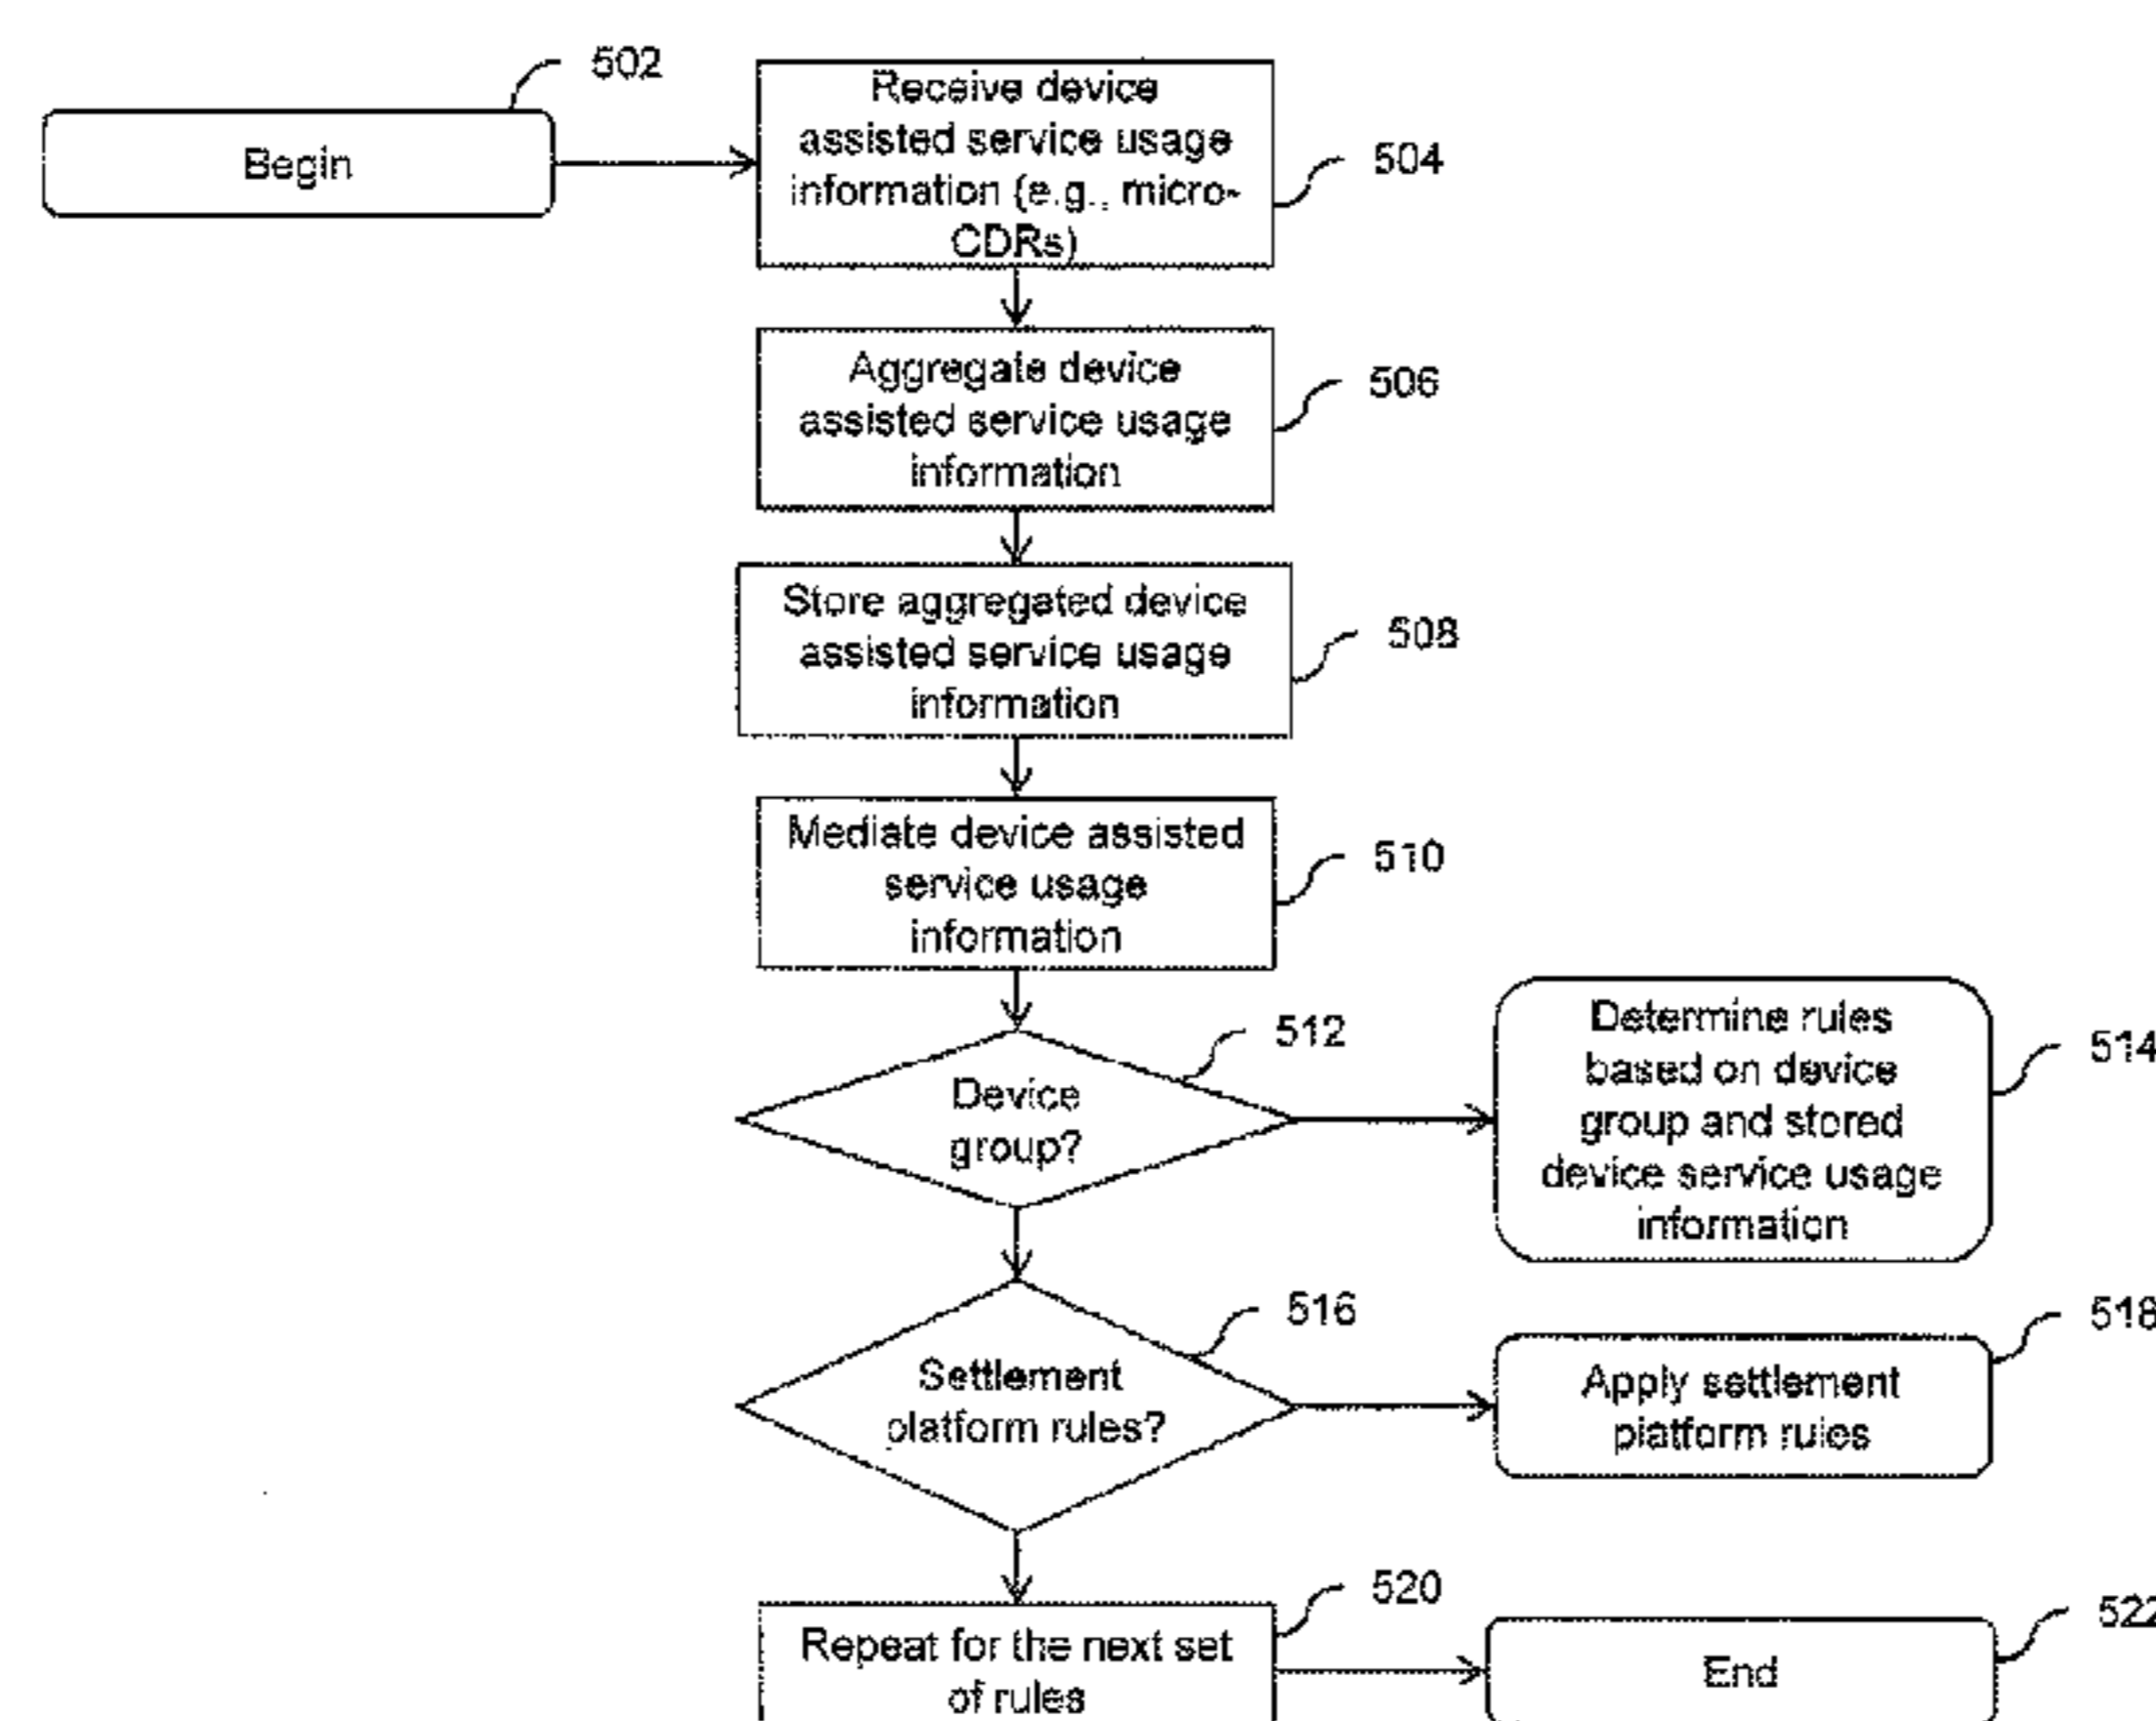 502
Begin
Receive device
assisted service usage
information (e.g., micro-
CDRs)
504
Aggregate device
assisted service usage
information
506
Store aggregated device
assisted service usage
information
508
Mediate device assisted
service usage
information
510
Device
group?
512
Determine rules
based on device
group and stored
device service usage
information
514
Settlement
platform rules?
516
Apply settlement
platform rules
518
Repeat for the next set
of rules
520
End
522